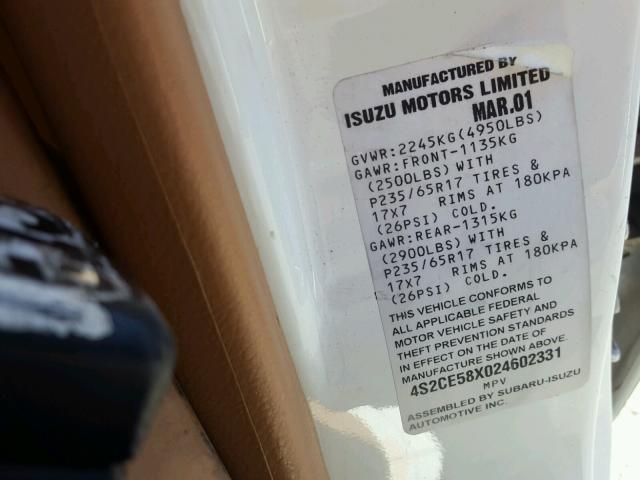 MANUFACTURED BY
ISUZU MOTORS LIMITED
MAR.01
GVWR:2245KG(4950LBS)
GAWR:FRONT-1135KG
(2500LBS) WITH
P235/65R17 TIRES &
17X7 RIMS AT 180KPA
(26PSI) COLD.
GAWR:REAR-1315KG
(2900LBS) WITH
P235/65R17 TIRES &
17X7 RIMS AT 180KPA
(26PSI) COLD.
THIS VEHICLE CONFORMS TO
ALL APPLICABLE FEDERAL
MOTOR VEHICLE SAFETY AND
THEFT PREVENTION STANDARDS
IN EFFECT ON THE DATE OF
MANUFACTURE SHOWN ABOVE.
4S2CE58X024602331
MPV
ASSEMBLED BY SUBARU-ISUZU
AUTOMOTIVE INC.